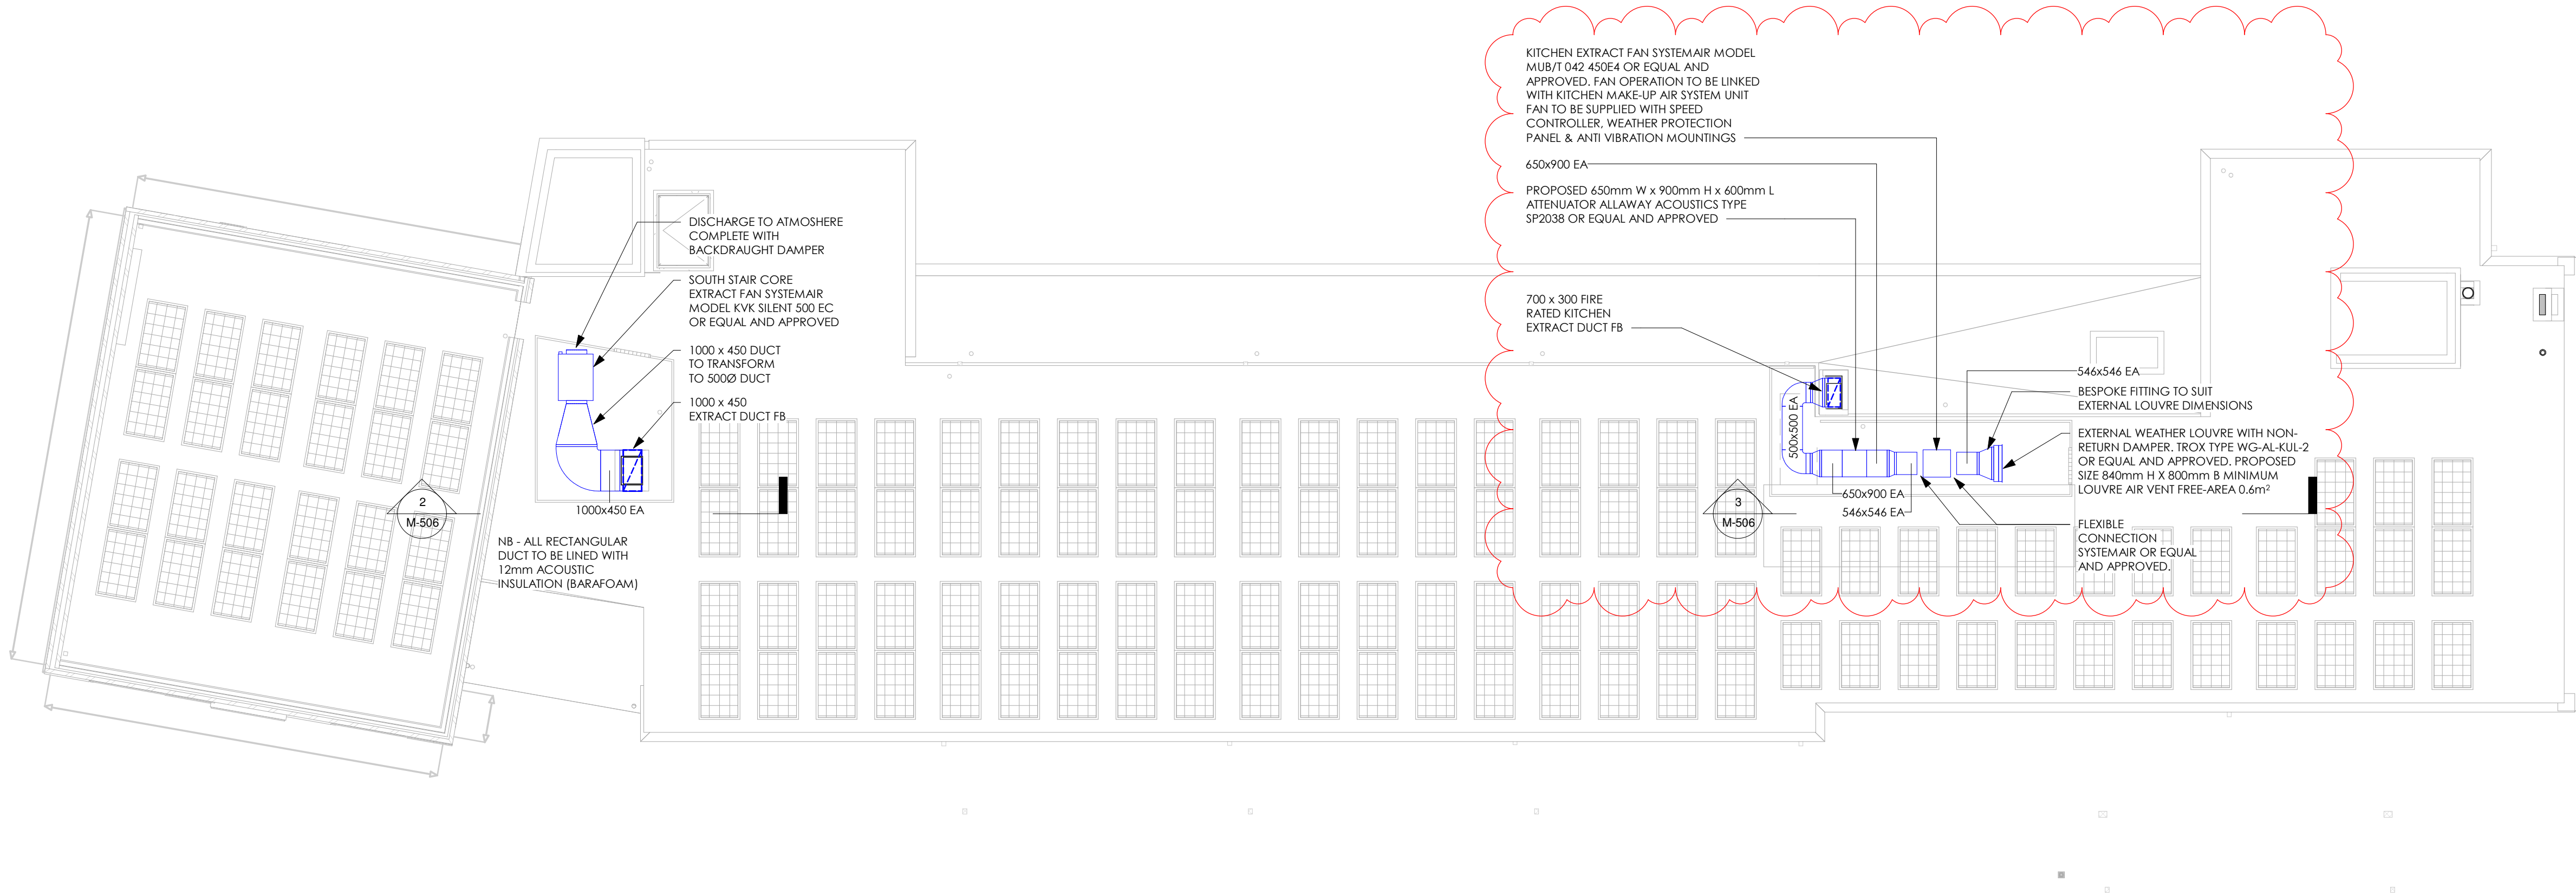 KITCHEN EXTRACT FAN SYSTEMAIR MODEL
MUB/T 042 450E4 OR EQUAL AND
APPROVED. FAN OPERATION TO BE LINKED
WITH KITCHEN MAKE-UP AIR SYSTEM UNIT
FAN TO BE SUPPLIED WITH SPEED
CONTROLLER, WEATHER PROTECTION
PANEL & ANTI VIBRATION MOUNTINGS
650x900 EA
PROPOSED 650mm W x 900mm H x 600mm L
ATTENUATOR ALLAWAY ACOUSTICS TYPE
SP2038 OR EQUAL AND APPROVED
DISCHARGE TO ATMOSHERE
COMPLETE WITH
BACKDRAUGHT DAMPER
SOUTH STAIR CORE
EXTRACT FAN SYSTEMAIR
MODEL KVK SILENT 500 EC
OR EQUAL AND APPROVED
1000 x 450 DUCT
TO TRANSFORM
TO 500Ø DUCT
1000 x 450
EXTRACT DUCT FB
1000x450 EA
2
M-506
NB - ALL RECTANGULAR
DUCT TO BE LINED WITH
12mm ACOUSTIC
INSULATION (BARAFOAM)
700 x 300 FIRE
RATED KITCHEN
EXTRACT DUCT FB
500x500 EA
546x546 EA
BESPOKE FITTING TO SUIT
EXTERNAL LOUVRE DIMENSIONS
EXTERNAL WEATHER LOUVRE WITH NON-
RETURN DAMPER. TROX TYPE WG-AL-KUL-2
OR EQUAL AND APPROVED. PROPOSED
SIZE 840mm H X 800mm B MINIMUM
LOUVRE AIR VENT FREE-AREA 0.6m²
650x900 EA
546x546 EA
3
M-506
FLEXIBLE
CONNECTION
SYSTEMAIR OR EQUAL
AND APPROVED.